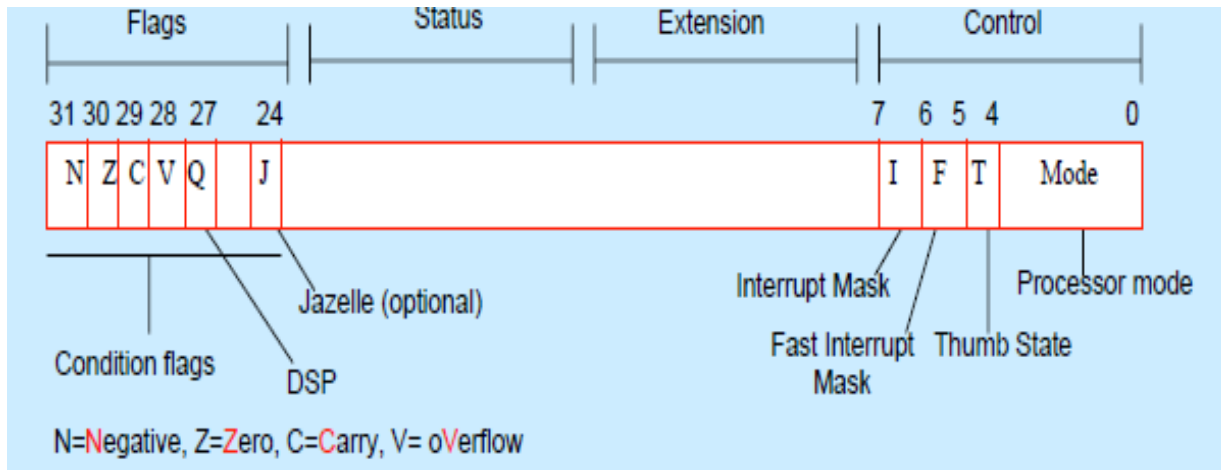 Flags Status Extension Control
31 30 29 28 27 24 7 6 5 4 0
N Z C V Q J I F T Mode
Interrupt Mask Processor mode
Jazelle (optional)
Fast Interrupt Thumb State
Condition flags Mask
DSP
N=Negative, Z=Zero, C=Carry, V= oVerflow